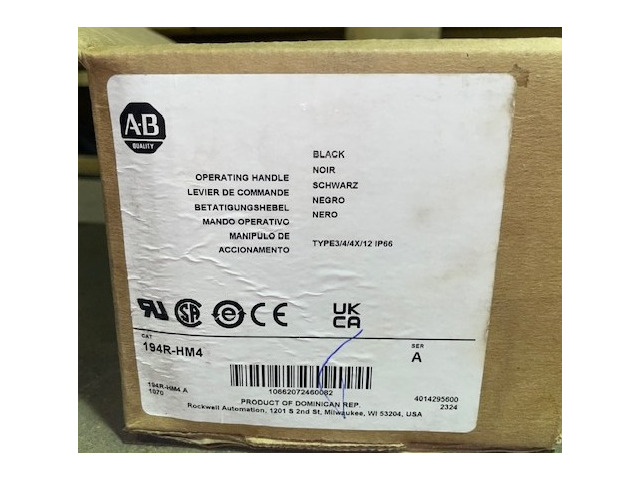 A-B
QUALITY
BLACK
NOIR
SCHWARZ
NEGRO
NERO
OPERATING HANDLE
LEVIER DE COMMANDE
BETATIGUNGSHEBEL
MANDO OPERATIVO
MANIPULO DE
ACCIONAMENTO
TYPE3/4/4X/12 IP66
SA
e
CE
UK
CA
CAT
194R-HM4
SER
A
194R-HM4 A
1970
10662072460082
4014295600
2324
PRODUCT OF DOMINICAN REP.
Rockwell Automation, 1201 S 2nd St, Milwaukee, WI 53204, USA